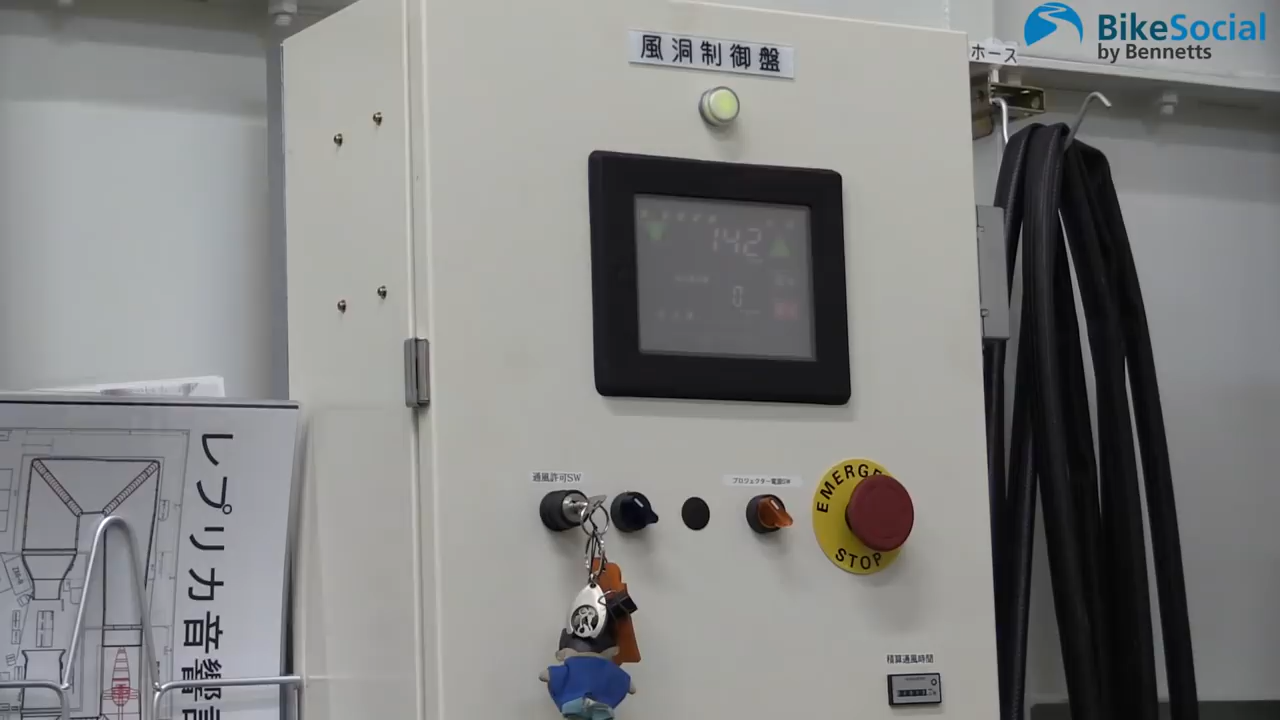 BikeSocial
by Bennetts
風洞制御盤
ホース
142
0
通風許可SW
プロジェクター電源SW
EMERGE
STOP
積算通風時間
レプリカ音響